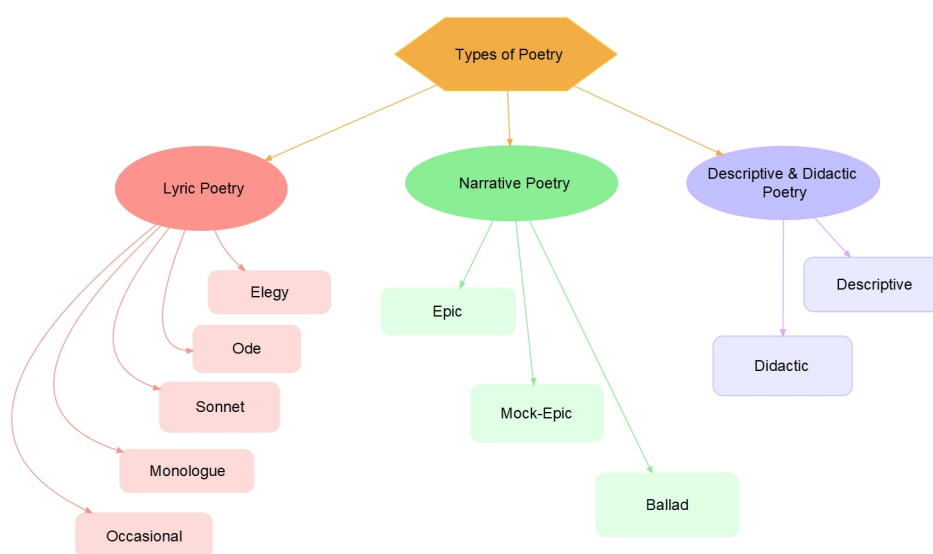 Types of Poetry
Lyric Poetry
Narrative Poetry
Descriptive & Didactic
Poetry
Elegy
Ode
Sonnet
Monologue
Occasional
Epic
Mock-Epic
Ballad
Descriptive
Didactic